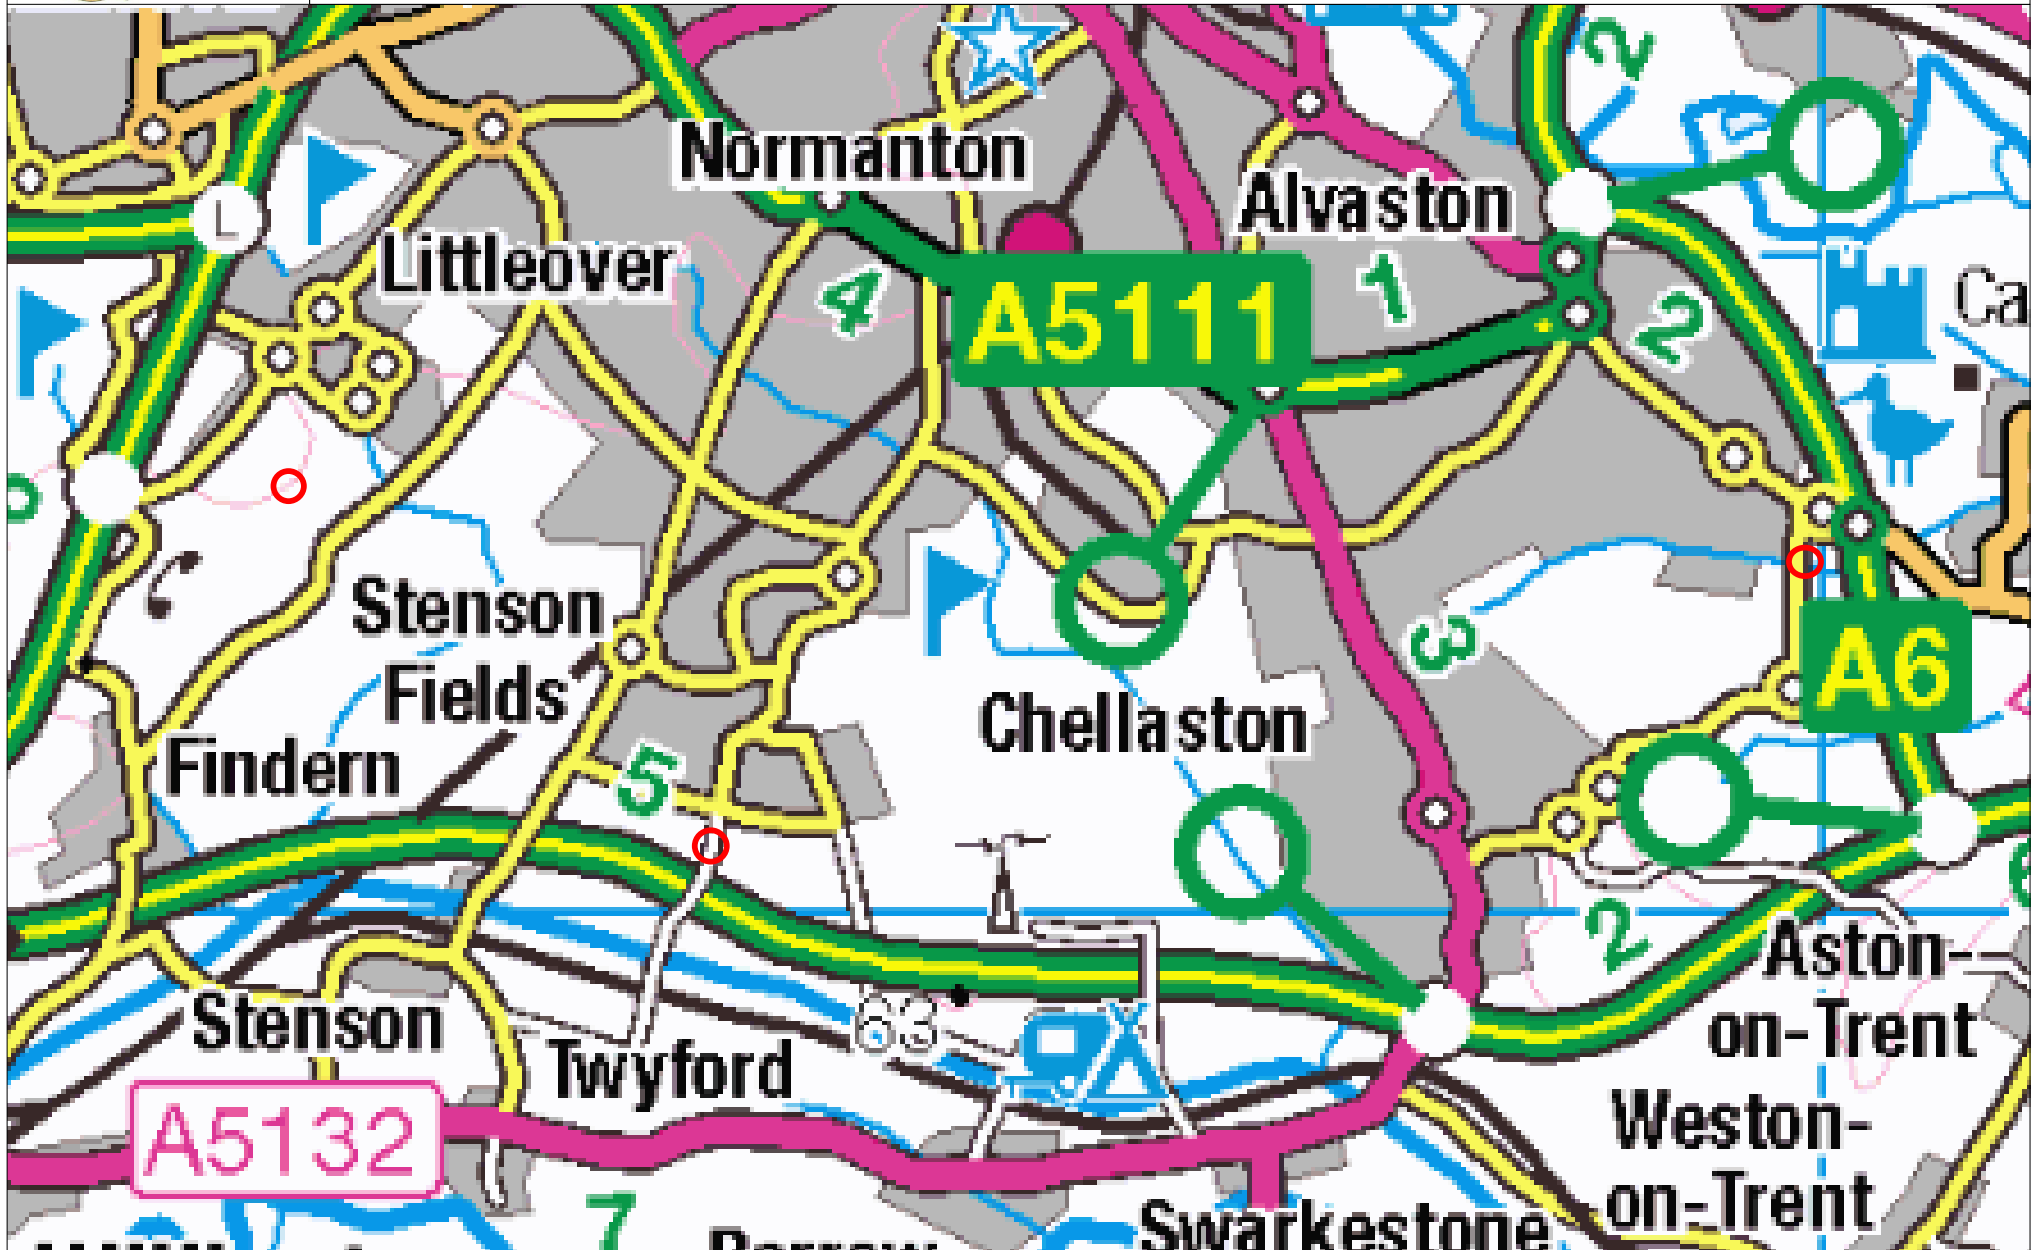 2
Normanton
Alvaston
L
Littleover
4
A5111
1
2
Ca
Stenson
Fields
3
A6
Chellaston
Findern
5
2
Aston-
on-Trent
Stenson
63
Twyford
A5132
Weston-
on-Trent
7
Swarkestone